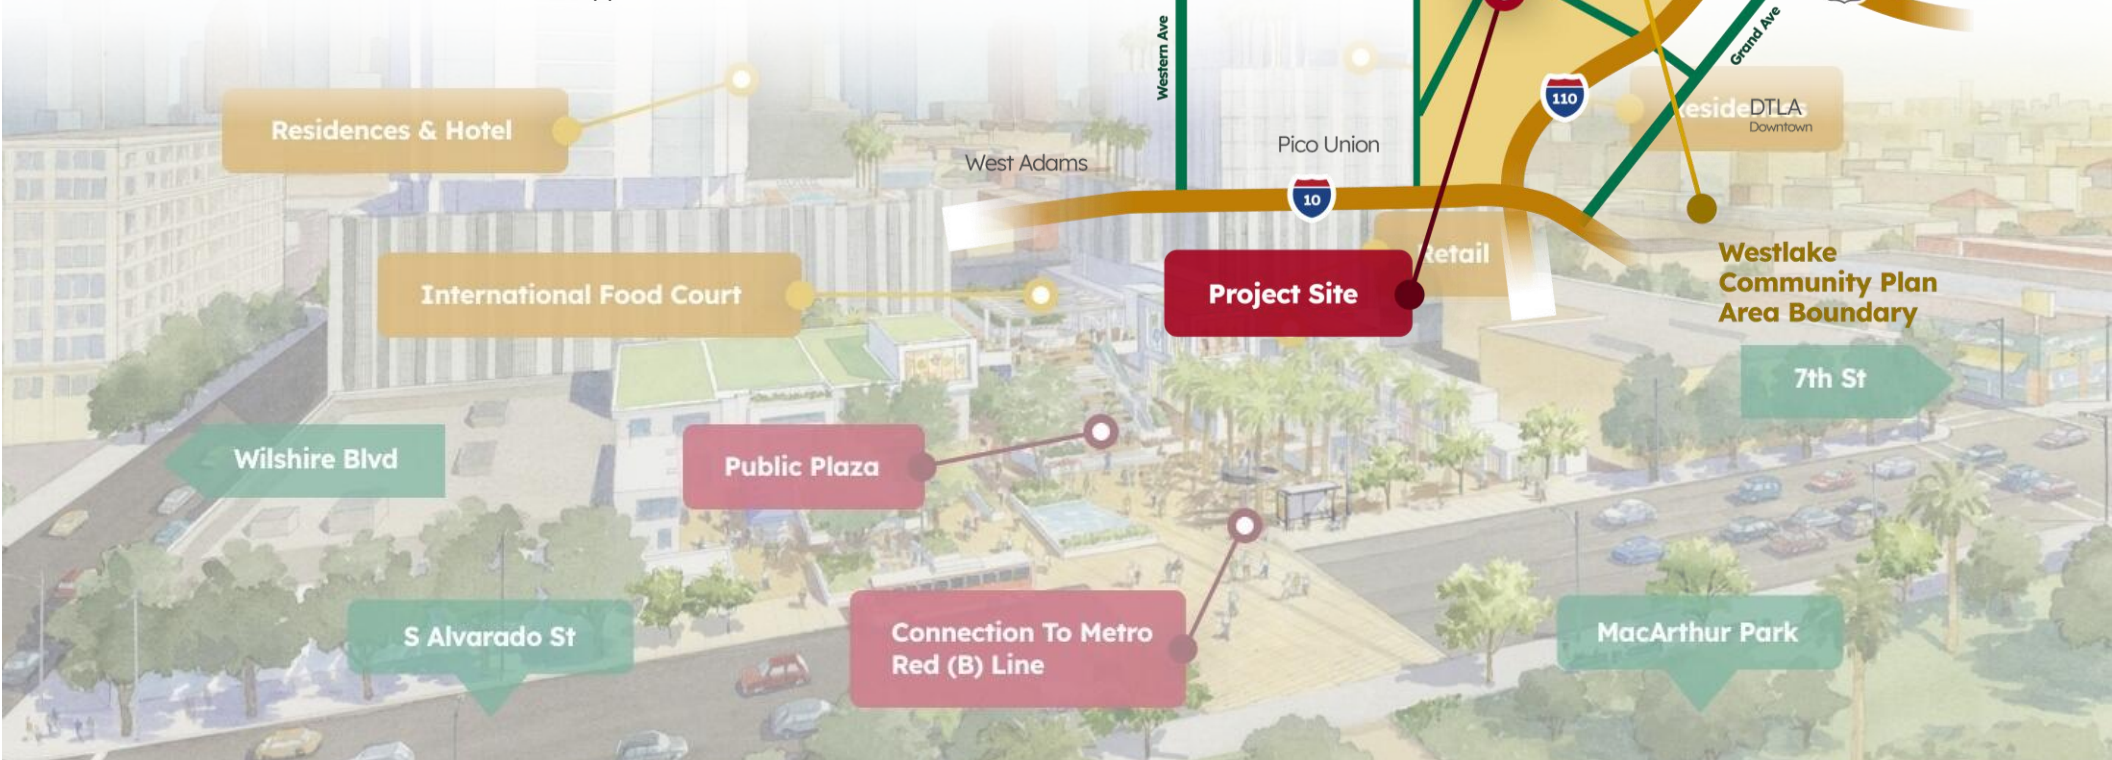 Western Ave
Grand Ave
110
Residences & Hotel
Residences
DTLA
Downtown
Pico Union
West Adams
10
Westlake
Community Plan
Area Boundary
Retail
International Food Court
Project Site
7th St
Wilshire Blvd
Public Plaza
S Alvarado St
Connection To Metro
Red (B) Line
MacArthur Park